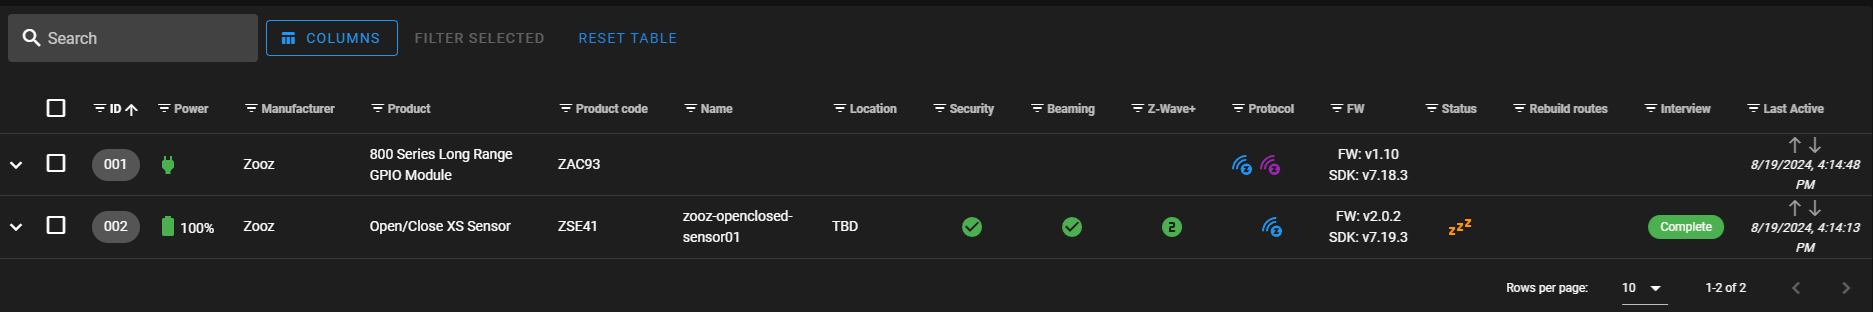 Search
COLUMNS
FILTER SELECTED
RESET TABLE
ID Power Manufacturer Product Product code Name Location Security Beaming Z-Wave+ Protocol FW Status Rebuild routes Interview Last Active
001
Zooz
800 Series Long Range
GPIO Module
ZAC93
FW: v1.10
SDK: v7.18.3
8/19/2024, 4:14:48
PM
002
100%
Zooz
Open/Close XS Sensor
ZSE41
zooz-openclosed-
sensor01
TBD
2
FW: v2.0.2
SDK: v7.19.3
zzz
Complete
8/19/2024, 4:14:13
PM
Rows per page: 10 1-2 of 2